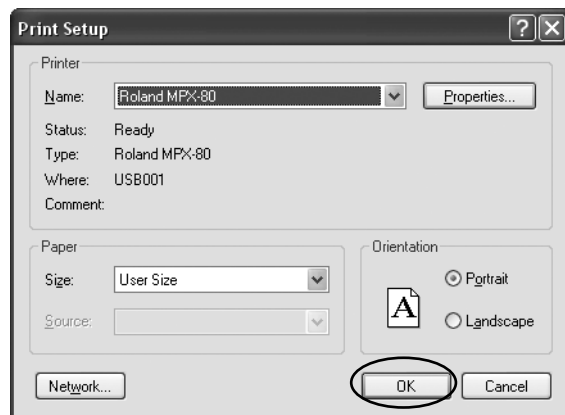 Print Setup
Printer
Name: Roland MPX-80 Properties...
Status: Ready
Type: Roland MPX-80
Where: USB001
Comment:
Paper
Size: User Size
Source:
Orientation
A
Portrait
Landscape
Network... OK Cancel